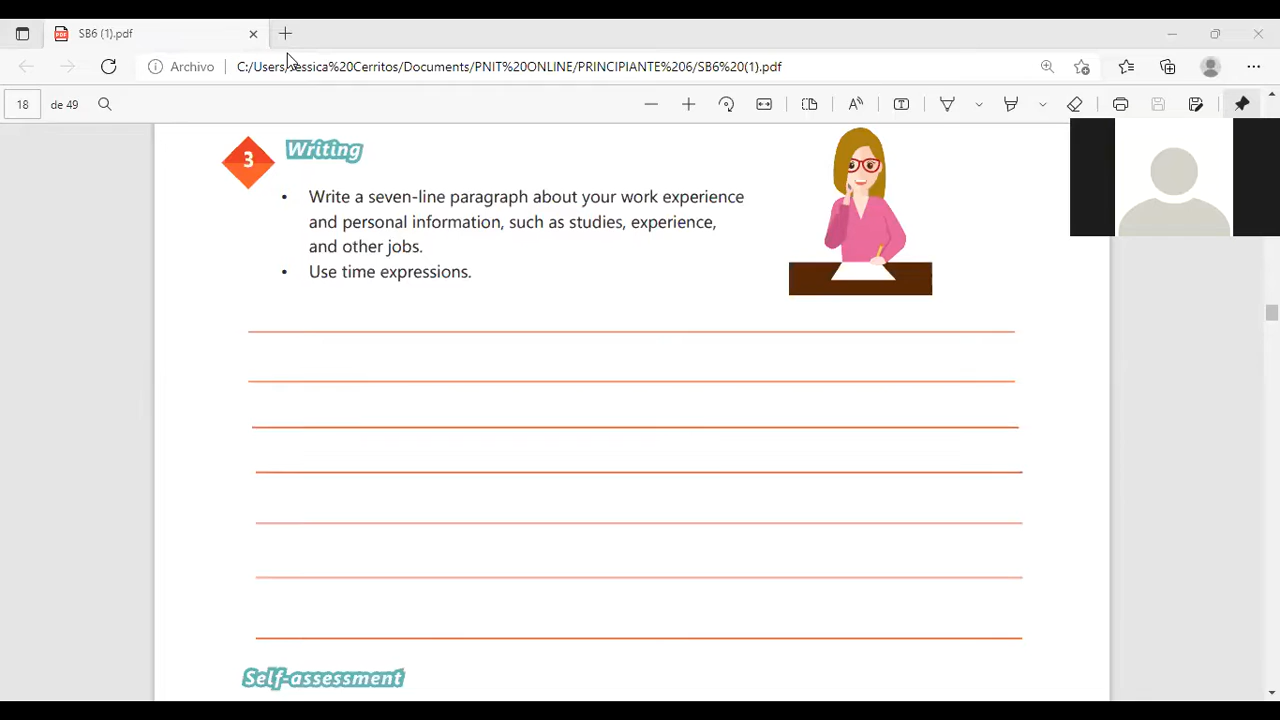 SB6 (1).pdf
Archivo
C:/Users/Jessica%20Cerritos/Documents/PNIT%20ONLINE/PRINCIPIANTE%206/SB6%20(1).pdf
18 de 49
3 Writing
• Write a seven-line paragraph about your work experience
and personal information, such as studies, experience,
and other jobs.
• Use time expressions.
Self-assessment